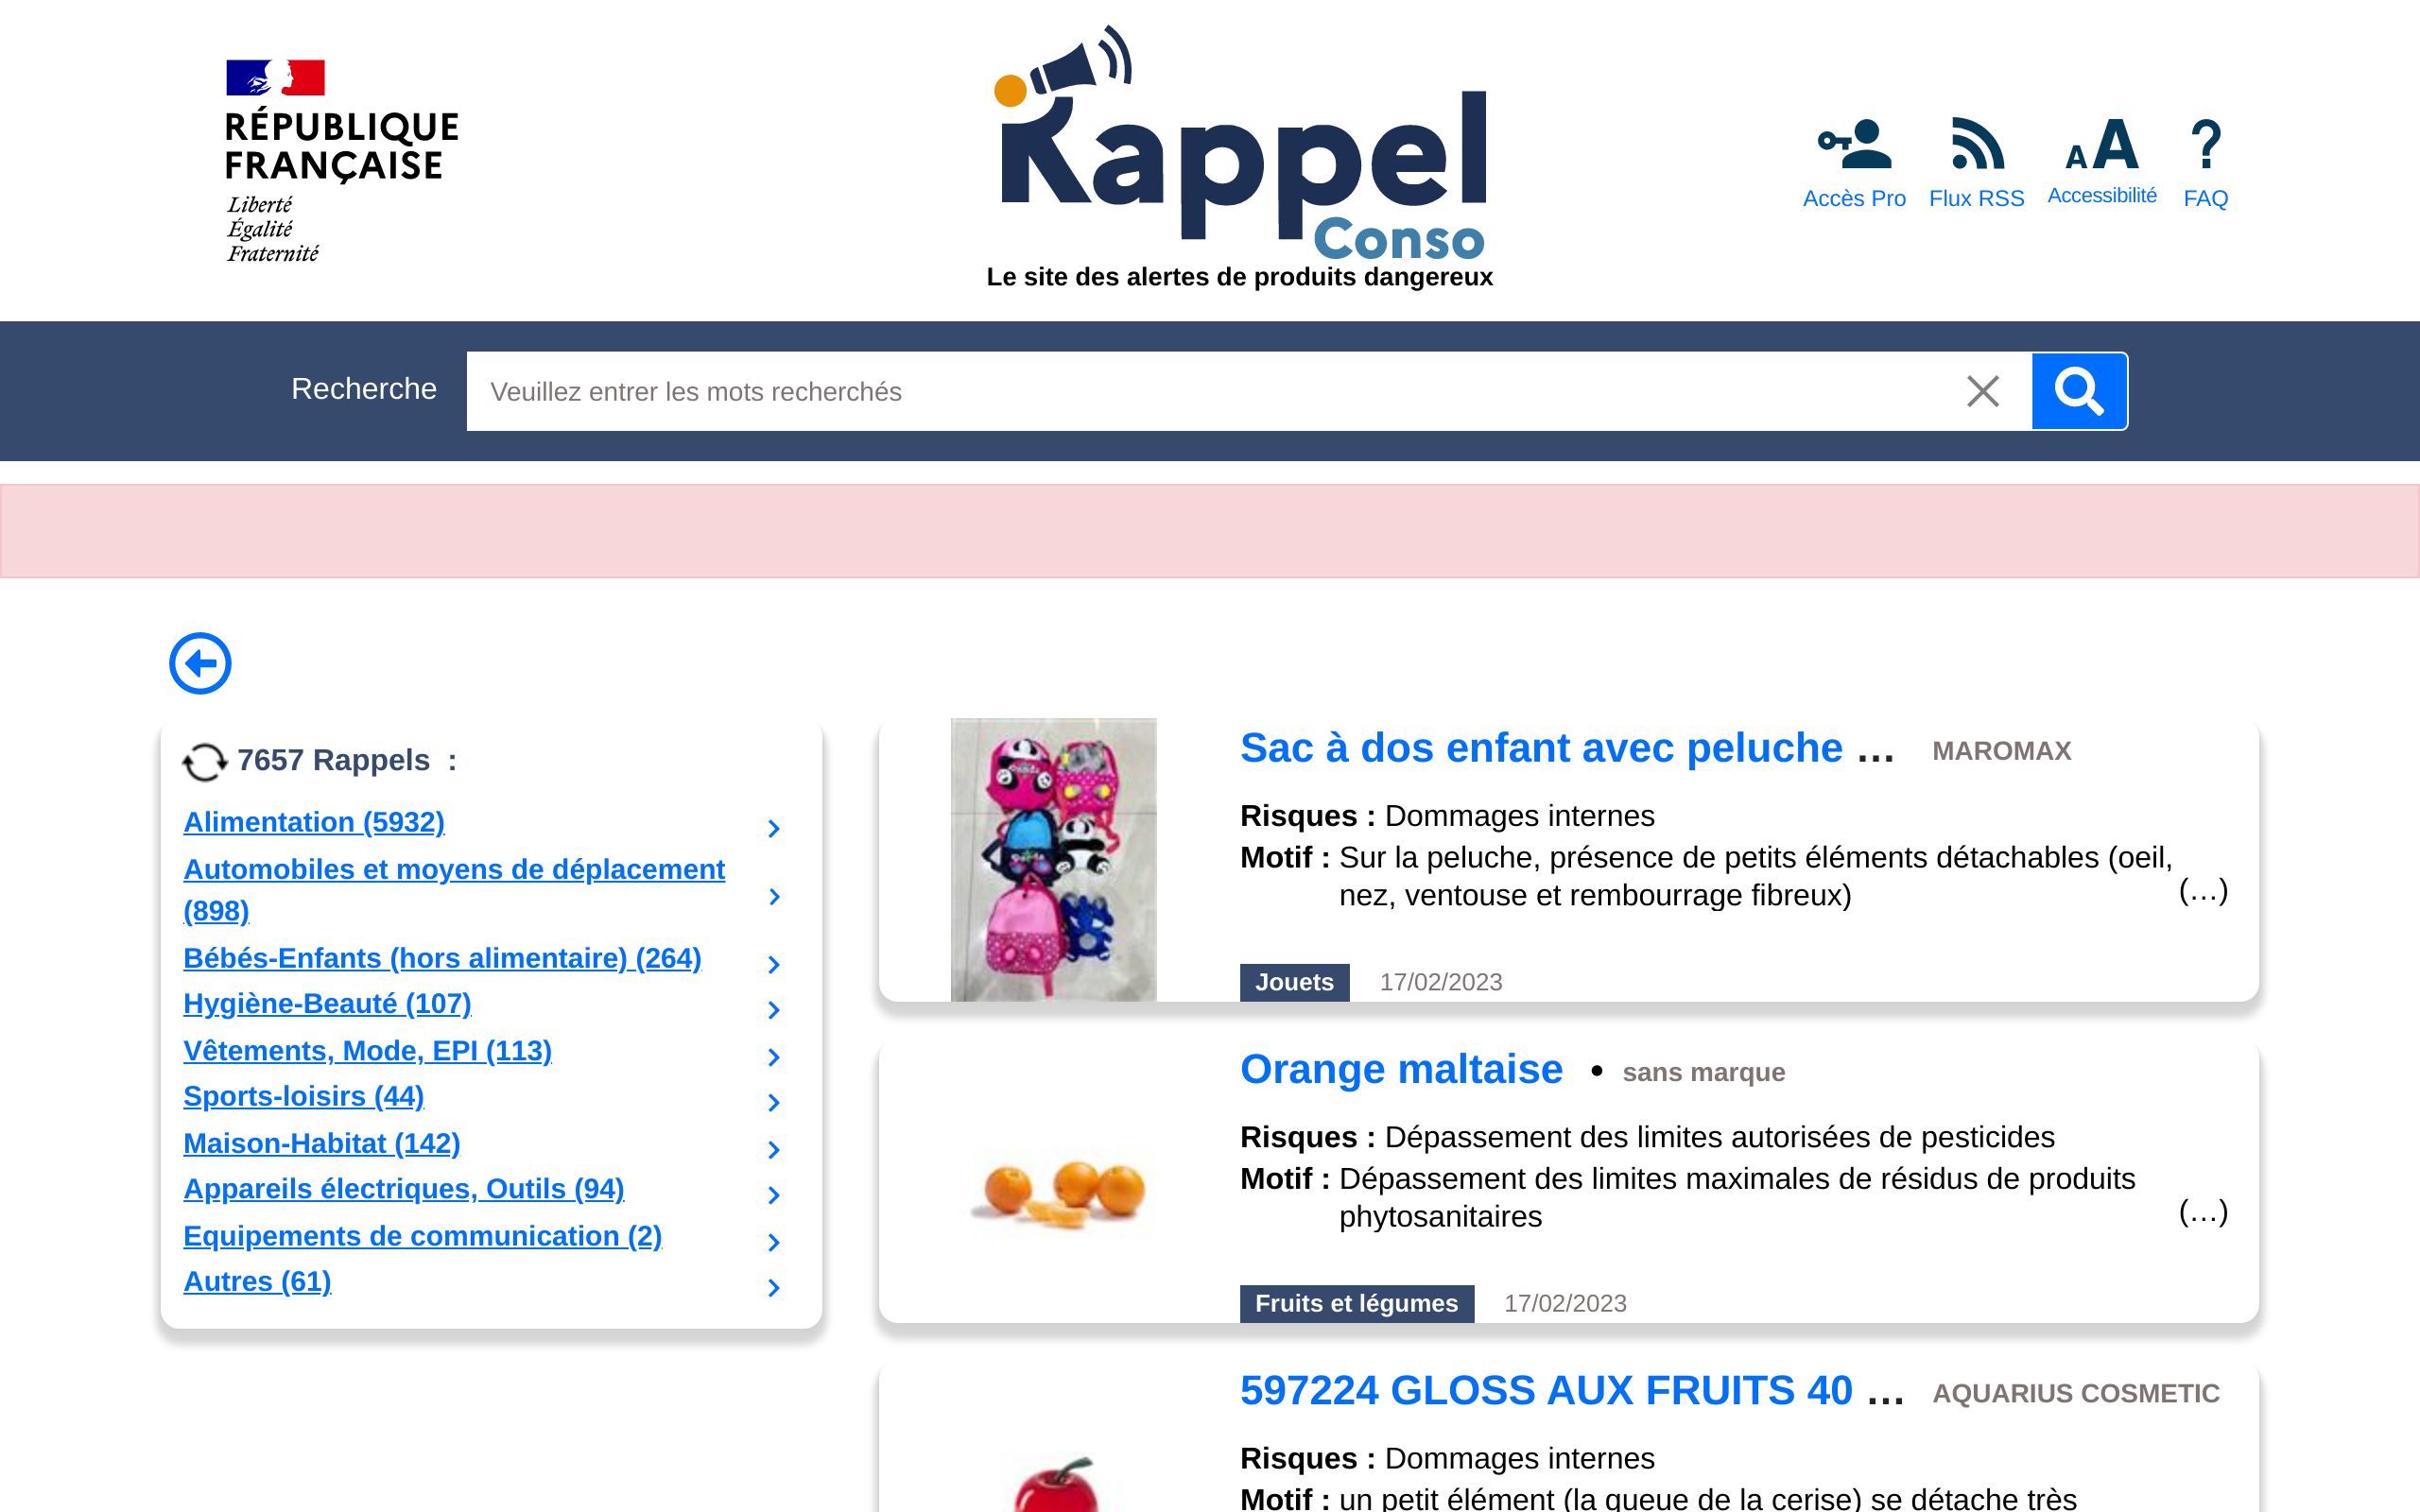 RÉPUBLIQUE
FRANÇAISE
Liberté
Égalité
Fraternité
Rappel
Conso
Le site des alertes de produits dangereux
Accès Pro
Flux RSS
Accessibilité
FAQ
Recherche
Veuillez entrer les mots recherchés
7657 Rappels :
Alimentation (5932)
Automobiles et moyens de déplacement
(898)
Bébés-Enfants (hors alimentaire) (264)
Hygiène-Beauté (107)
Vêtements, Mode, EPI (113)
Sports-loisirs (44)
Maison-Habitat (142)
Appareils électriques, Outils (94)
Equipements de communication (2)
Autres (61)
Sac à dos enfant avec peluche ... MAROMAX
Risques : Dommages internes
Motif : Sur la peluche, présence de petits éléments détachables (oeil,
nez, ventouse et rembourrage fibreux) (…)
Jouets 17/02/2023
Orange maltaise • sans marque
Risques : Dépassement des limites autorisées de pesticides
Motif : Dépassement des limites maximales de résidus de produits
phytosanitaires (…)
Fruits et légumes 17/02/2023
597224 GLOSS AUX FRUITS 40 ... AQUARIUS COSMETIC
Risques : Dommages internes
Motif : un petit élément (la queue de la cerise) se détache très